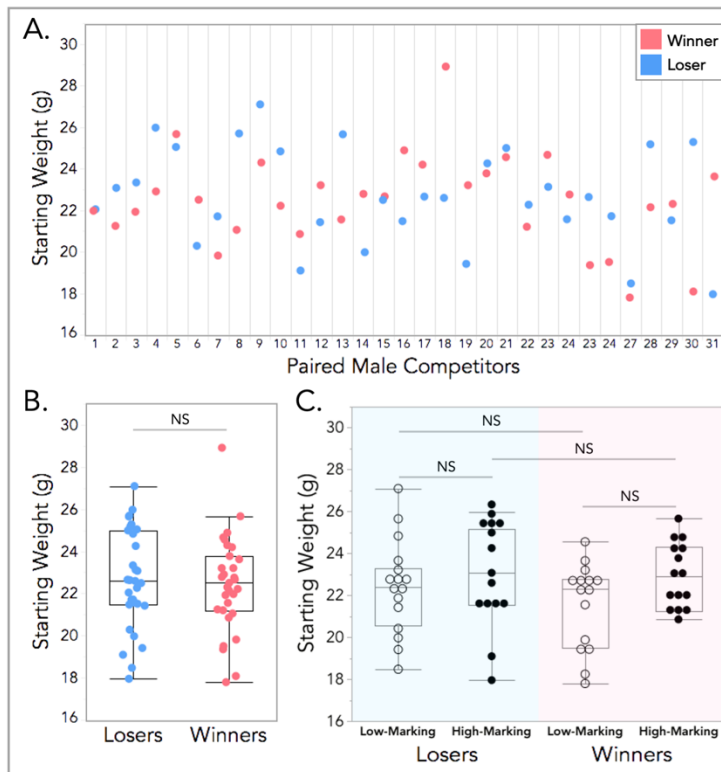 A.
Winner
Loser
Starting Weight (g)
30
28
26
24
22
20
18
16
1 2 3 4 5 6 7 8 9 10 11 12 13 14 15 16 17 18 19 20 21 22 23 24 23 24 27 28 29 30 31
Paired Male Competitors
B.
NS
Starting Weight (g)
30
28
26
24
22
20
18
16
Losers Winners
C.
NS
NS
NS
NS
Starting Weight (g)
30
28
26
24
22
20
18
16
Low-Marking High-Marking Low-Marking High-Marking
Losers Winners